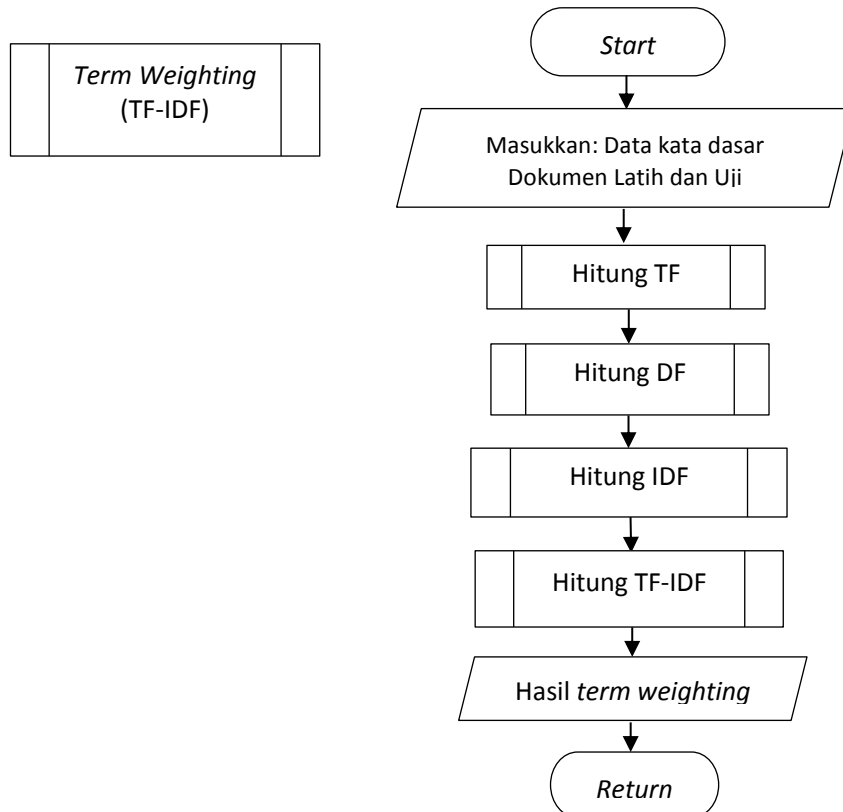 Term Weighting
(TF-IDF)
Start
Masukkan: Data kata dasar
Dokumen Latih dan Uji
Hitung TF
Hitung DF
Hitung IDF
Hitung TF-IDF
Hasil term weighting
Return